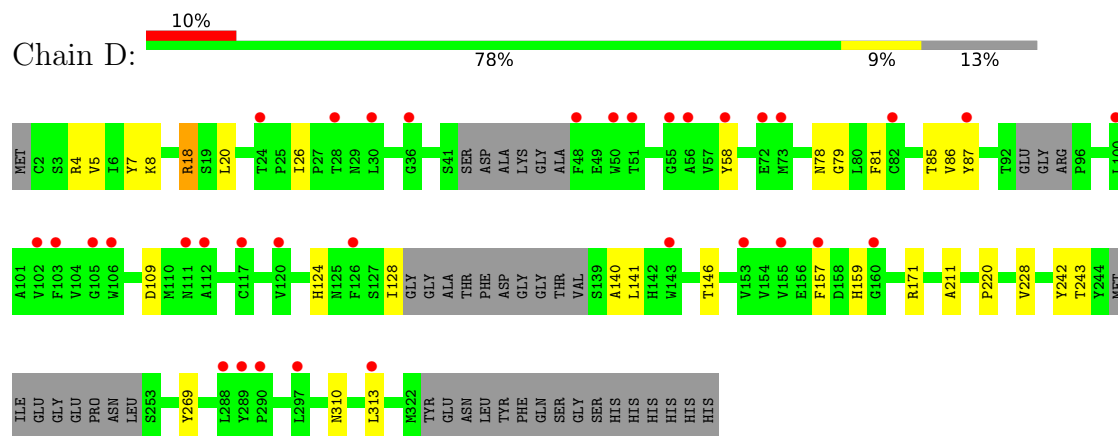 10%
Chain D:
78%
9%
13%
MET C2 S3 R4 V5 I6 Y7 K8 R18 S19 L20 T24 P25 I26 P27 T28 N29 L30 G36 S41 SER ASP ALA LYS GLY ALA F48 E49 W50 T51 G55 A56 V57 Y58 E72 M73 N78 G79 L80 F81 C82 T85 V86 Y87 T92 GLU GLY ARG P96 L100
A101 V102 F103 V104 G105 W106 D109 M110 N111 A112 C117 V120 H124 N125 F126 S127 I128 GLY GLY ALA THR PHE ASP GLY GLY THR VAL S139 A140 L141 H142 W143 T146 V153 V154 V155 E156 F157 D158 H159 G160 R171 A211 P220 V228 Y242 T243 Y244 MET
ILE GLU GLY GLU PRO ASN LEU S253 Y269 L288 Y289 P290 L297 N310 L313 M322 TYR GLU ASN LEU TYR PHE GLN SER GLY SER HIS HIS HIS HIS HIS HIS